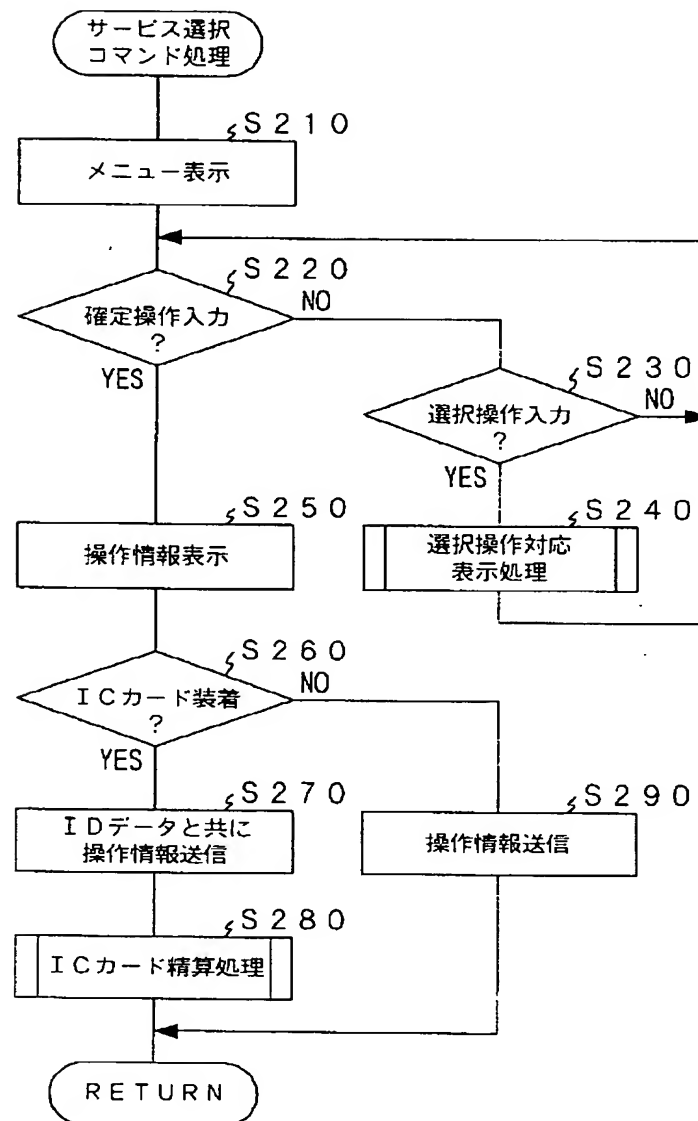 サービス選択
コマンド処理
S210
メニュー表示
S220
確定操作入力
?
NO
YES
S230
選択操作入力
?
NO
YES
S240
選択操作対応
表示処理
S250
操作情報表示
S260
ICカード装着
?
NO
YES
S270
IDデータと共に
操作情報送信
S290
操作情報送信
S280
ICカード精算処理
RETURN